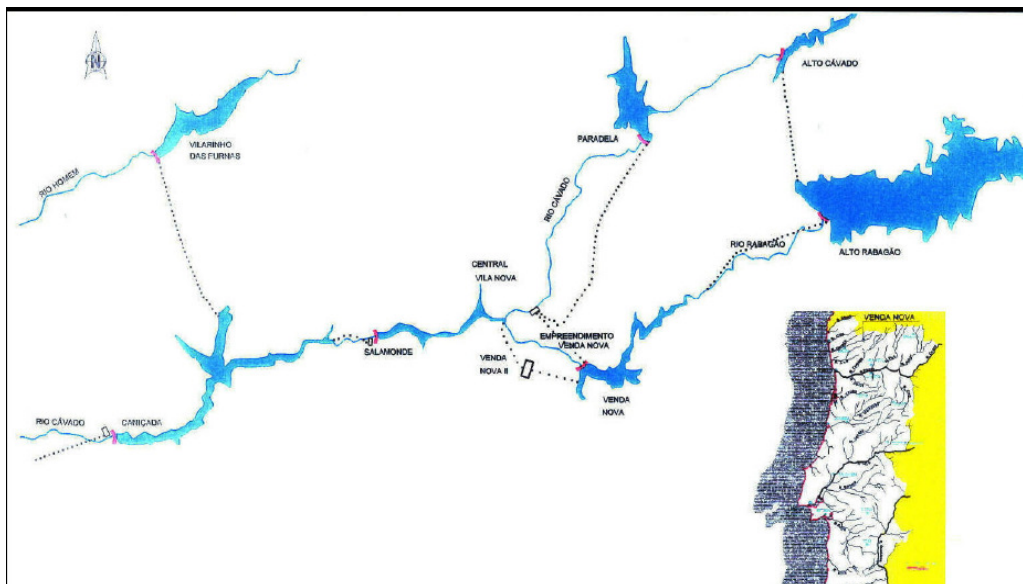 N
ALTO CÁVADO
VILARINHO
DAS FURNAS
PARADELA
RIO HOMEM
RIO CÁVADO
RIO RABAGÃO
ALTO RABAGÃO
CENTRAL
VILA NOVA
EMPREENDIMENTO
VENDA NOVA
SALAMONDE
VENDA
NOVA II
VENDA
NOVA
RIO CÁVADO
CANIÇADA
VENDA NOVA